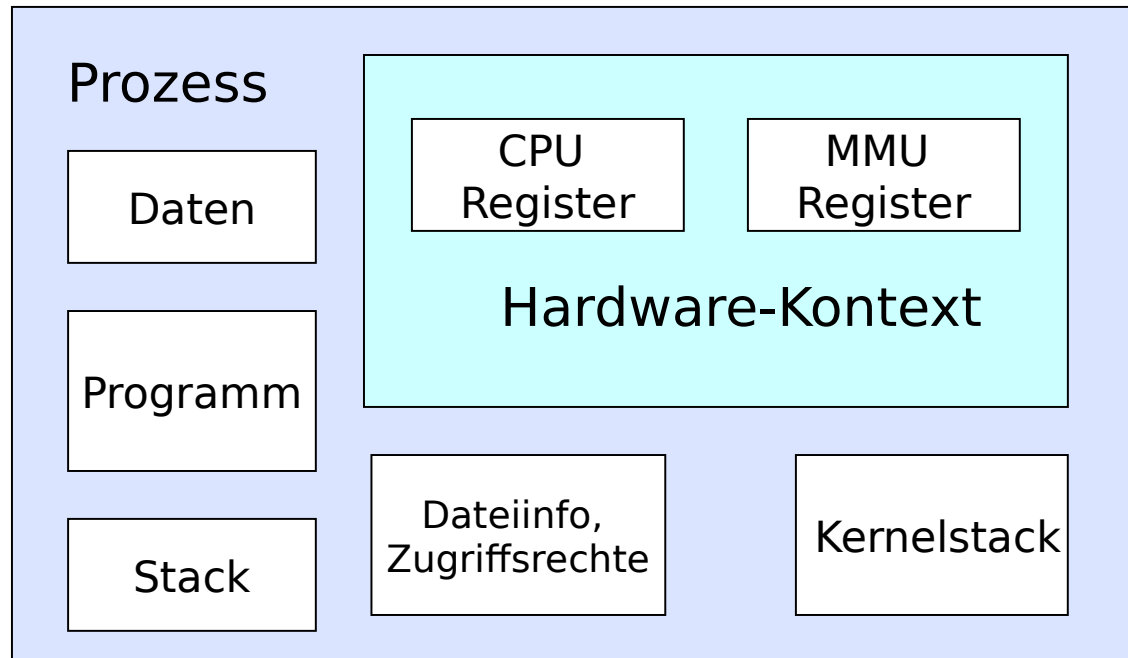 Prozess
Daten
Programm
Stack
CPU
Register
MMU
Register
Hardware-Kontext
Dateiinfo,
Zugriffsrechte
Kernelstack